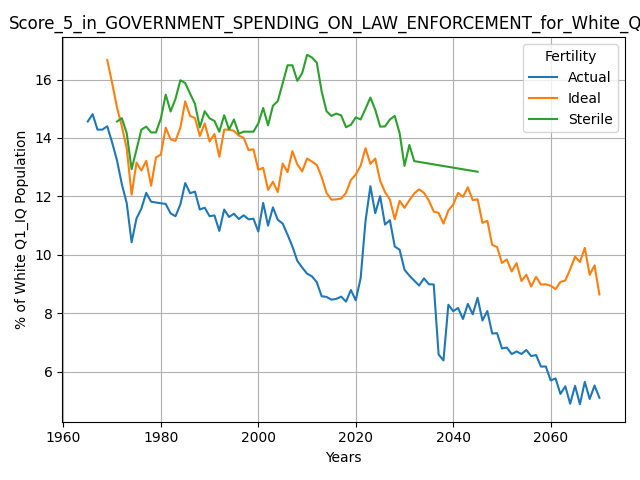 Score_5_in_GOVERNMENT_SPENDING_ON_LAW_ENFORCEMENT_for_White_Q
Fertility
Actual
Ideal
Sterile
% of White Q1_IQ Population
16
14
12
10
8
6
1960 1980 2000 2020 2040 2060
Years